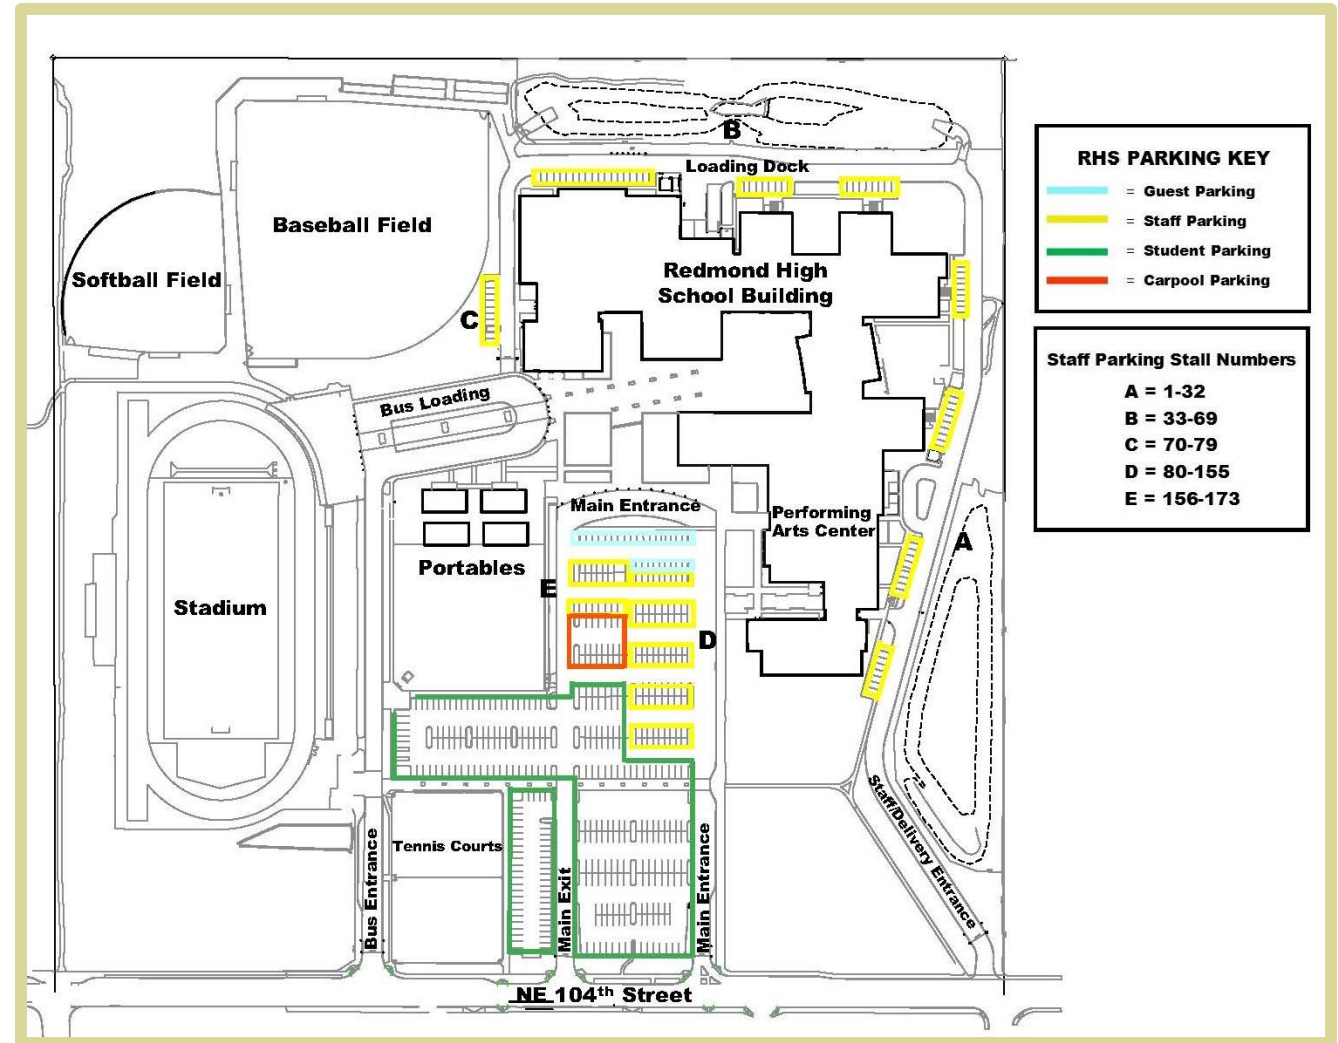 B
Loading Dock
Baseball Field
Softball Field
Redmond High
School Building
C
Bus Loading
Main Entrance
Performing
Arts Center
A
Portables
E
Stadium
D
Staff/Delivery Entrance
Tennis Courts
Bus Entrance
Main Exit
Main Entrance
NE 104th Street
RHS PARKING KEY
= Guest Parking
= Staff Parking
= Student Parking
= Carpool Parking
Staff Parking Stall Numbers
A = 1-32
B = 33-69
C = 70-79
D = 80-155
E = 156-173